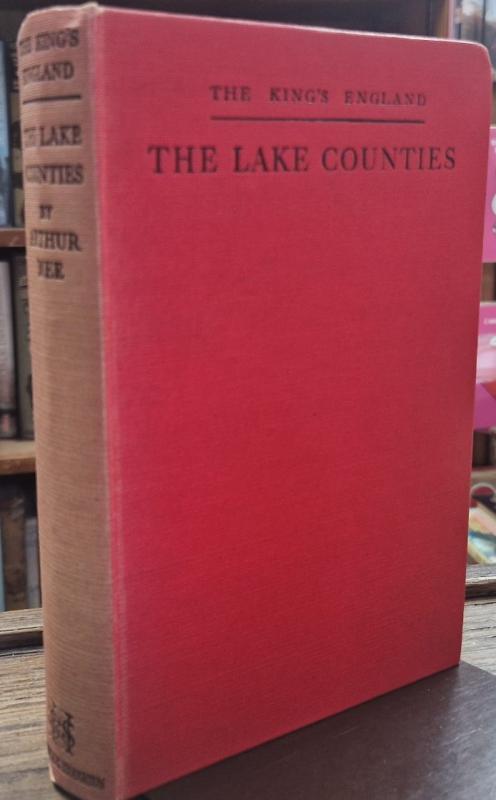 THE KING'S
ENGLAND
THE LAKE
COUNTIES
BY
ARTHUR
MEE
THE KING'S ENGLAND
THE LAKE COUNTIES